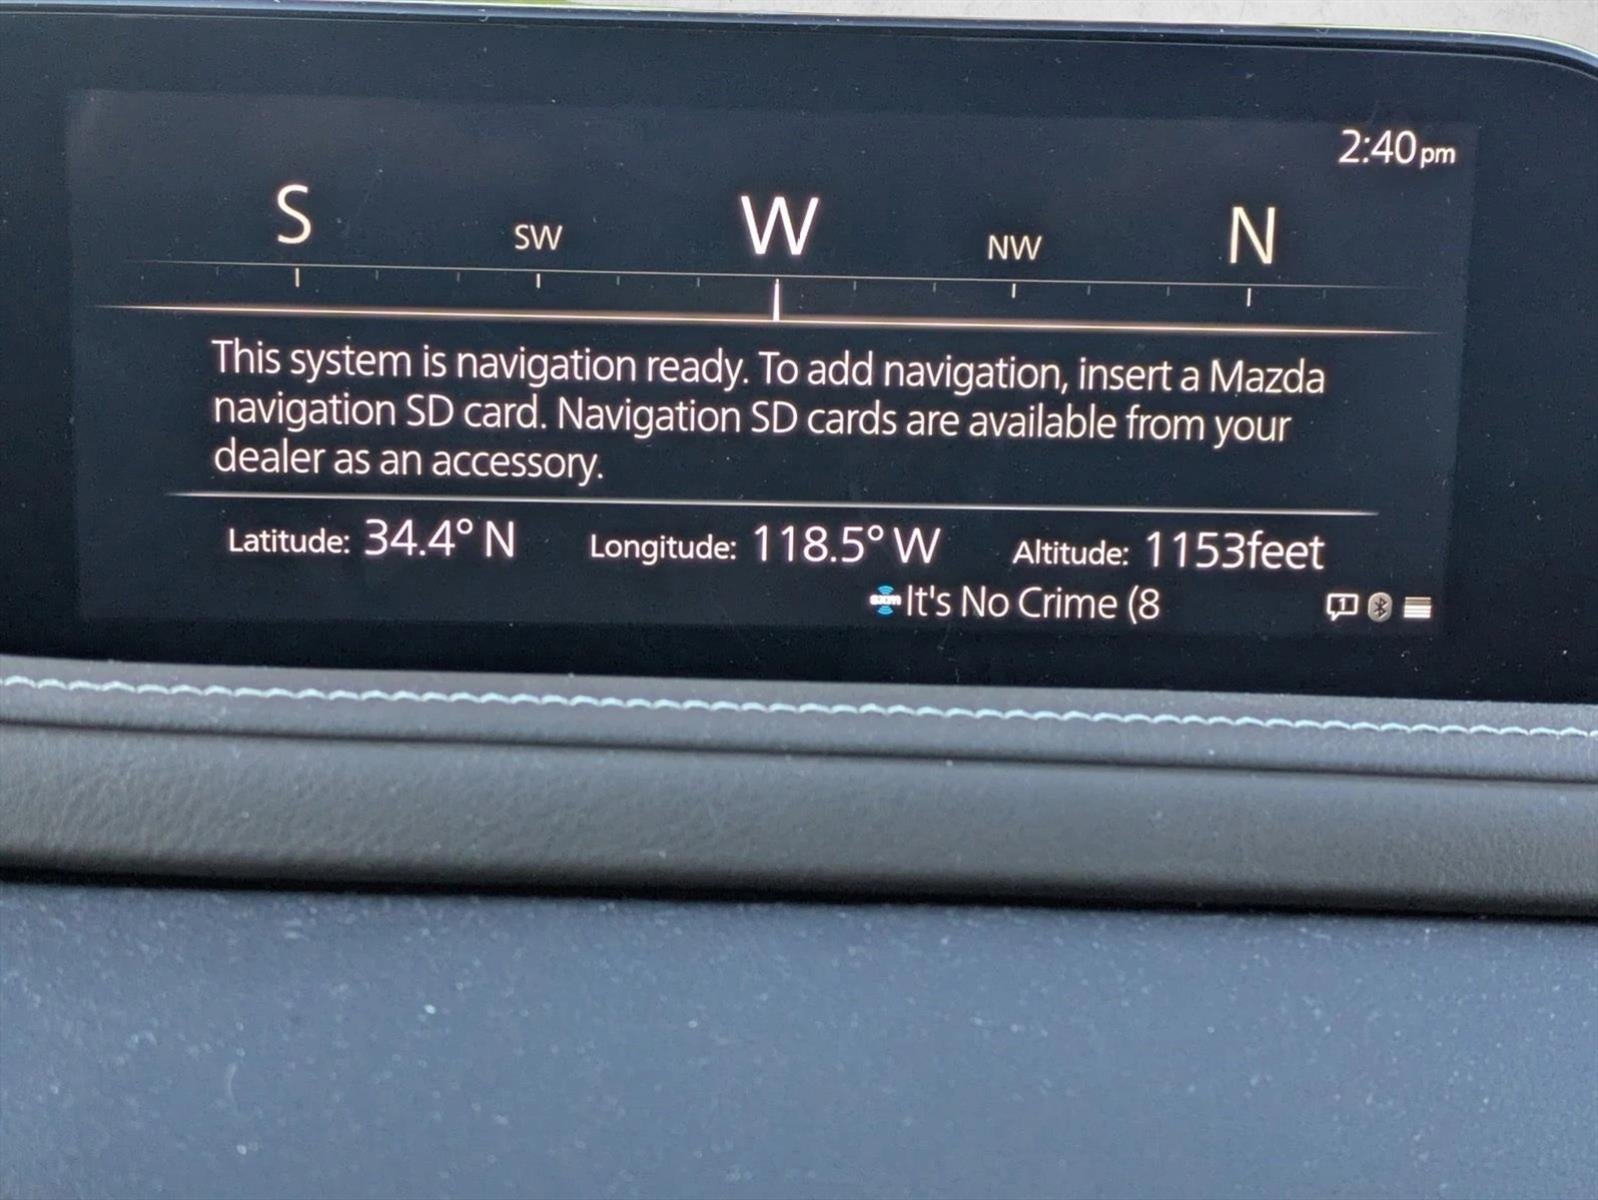 2:40pm
S SW W NW N
This system is navigation ready. To add navigation, insert a Mazda
navigation SD card. Navigation SD cards are available from your
dealer as an accessory.
Latitude: 34.4° N Longitude: 118.5° W Altitude: 1153feet
sxm It's No Crime (8
1